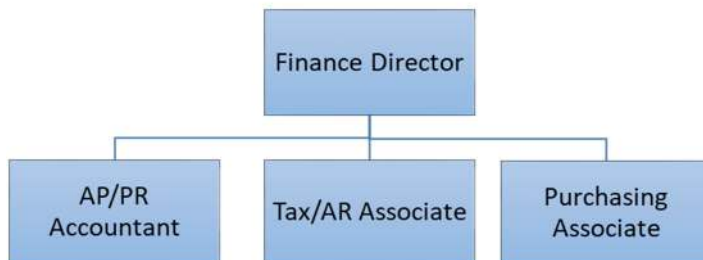 Finance Director
AP/PR
Accountant
Tax/AR Associate
Purchasing
Associate